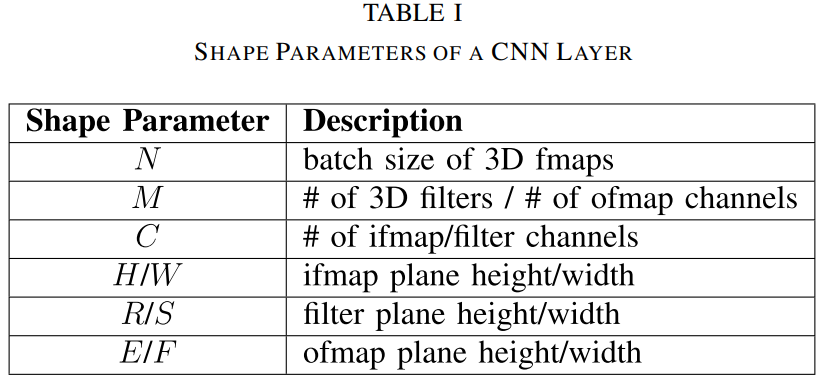 TABLE I
SHAPE PARAMETERS OF A CNN LAYER
Shape Parameter Description
N batch size of 3D fmaps
M # of 3D filters / # of ofmap channels
C # of ifmap/filter channels
H/W ifmap plane height/width
R/S filter plane height/width
E/F ofmap plane height/width